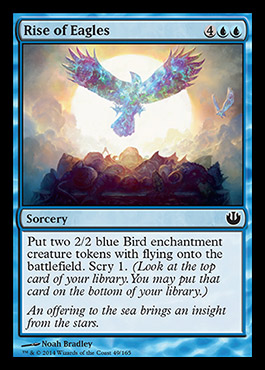 Rise of Eagles 4
Sorcery
Put two 2/2 blue Bird enchantment
creature tokens with flying onto the
battlefield. Scry 1. (Look at the top
card of your library. You may put that
card on the bottom of your library.)
An offering to the sea brings an insight
from the stars.
Noah Bradley
™ & © 2014 Wizards of the Coast 49/165